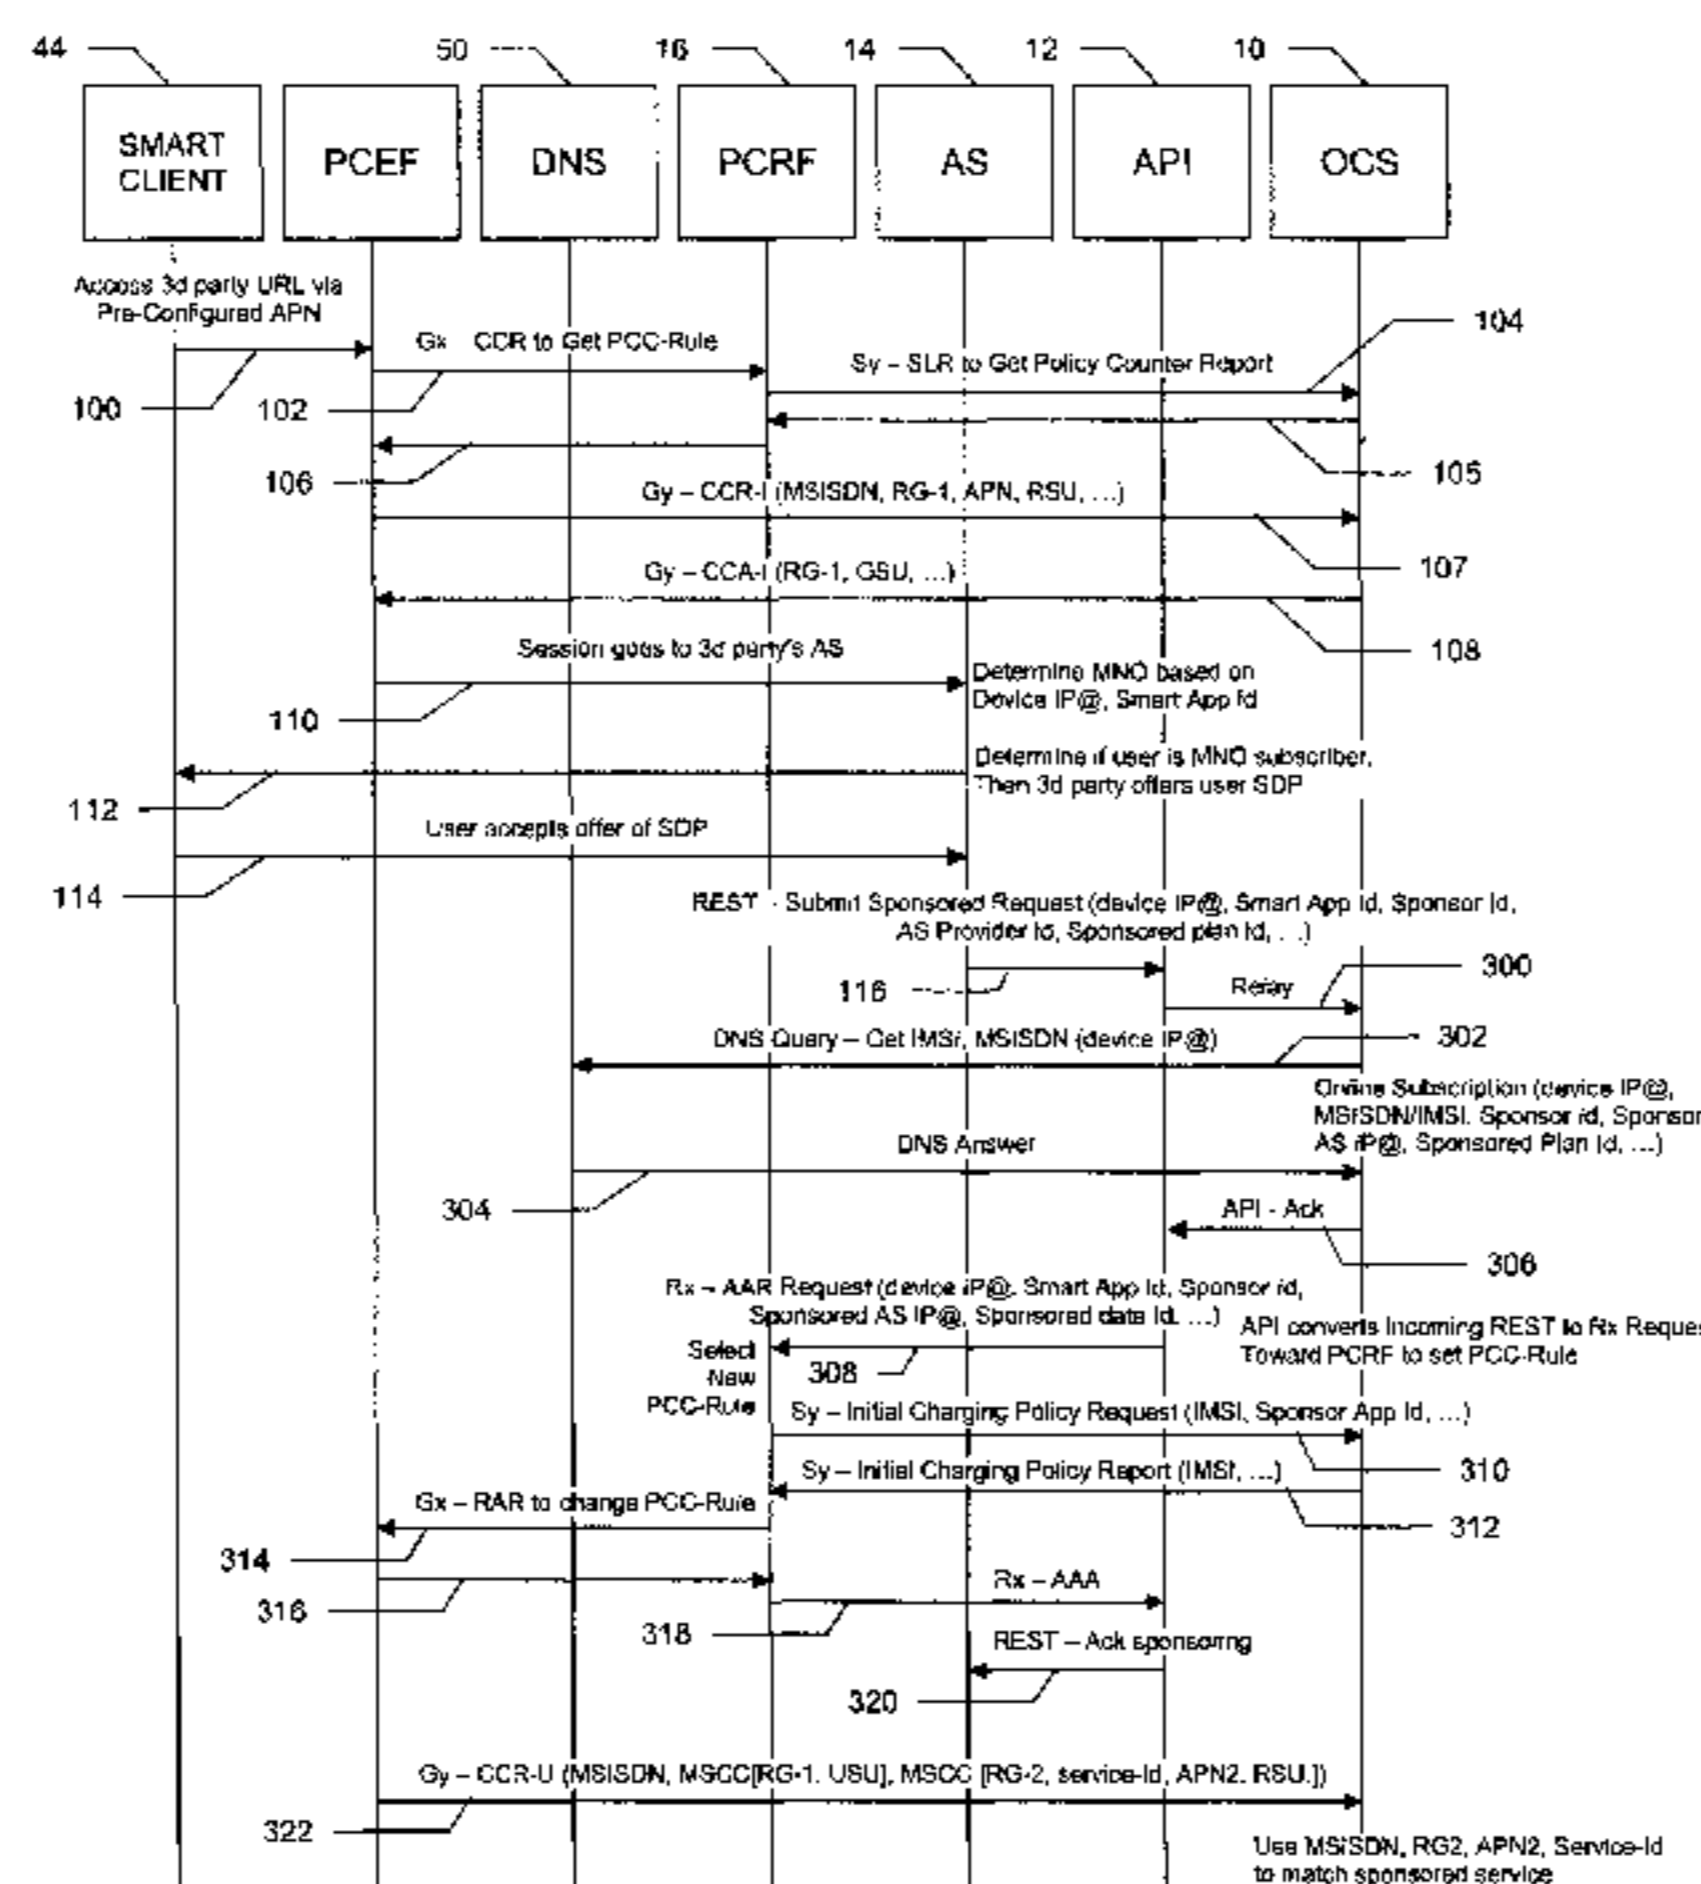 44
50
16
14
12
10
SMART
CLIENT
PCEF
DNS
PCRF
AS
API
OCS
Access 3d party URL via
Pre-Configured APN
Gx – CCR to Get PCC-Rule
104
Sy – SLR to Get Policy Counter Report
100
102
106
105
Gy – CCR-I (MSISDN, RG-1, APN, RSU, ...)
107
Gy – CCA-I (RG-1, GSU, ...)
108
Session goes to 3d party's AS
Determine MNO based on
Device IP@, Smart App Id
110
Determine if user is MNO subscriber.
Then 3d party offers user SDP
112
User accepts offer of SDP
114
REST - Submit Sponsored Request (device IP@, Smart App Id, Sponsor Id,
AS Provider Id, Sponsored plan Id, ...)
300
116
Relay
302
DNS Query – Get IMSI, MSISDN (device IP@)
Online Subscription (device IP@,
MSISDN/IMSI. Sponsor id, Sponsor
AS IP@, Sponsored Plan Id, ...)
DNS Answer
304
API - Ack
306
Rx – AAR Request (device IP@. Smart App Id, Sponsor id,
Sponsored AS IP@, Sponsored data Id. ...)
API converts Incoming REST to Rx Reques
Toward PCRF to set PCC-Rule
Select
New
PCC-Rule
308
Sy – Initial Charging Policy Request (IMSI, Sponsor App Id, ...)
310
Sy – Initial Charging Policy Report (IMSI, ...)
Gx – RAR to change PCC-Rule
312
314
316
Rx – AAA
318
REST – Ack sponsoring
320
Gy – CCR-U (MSISDN, MSCC[RG-1. USU], MSCC [RG-2, service-Id, APN2. RSU.])
322
Use MSISDN, RG2, APN2, Service-Id
to match sponsored service